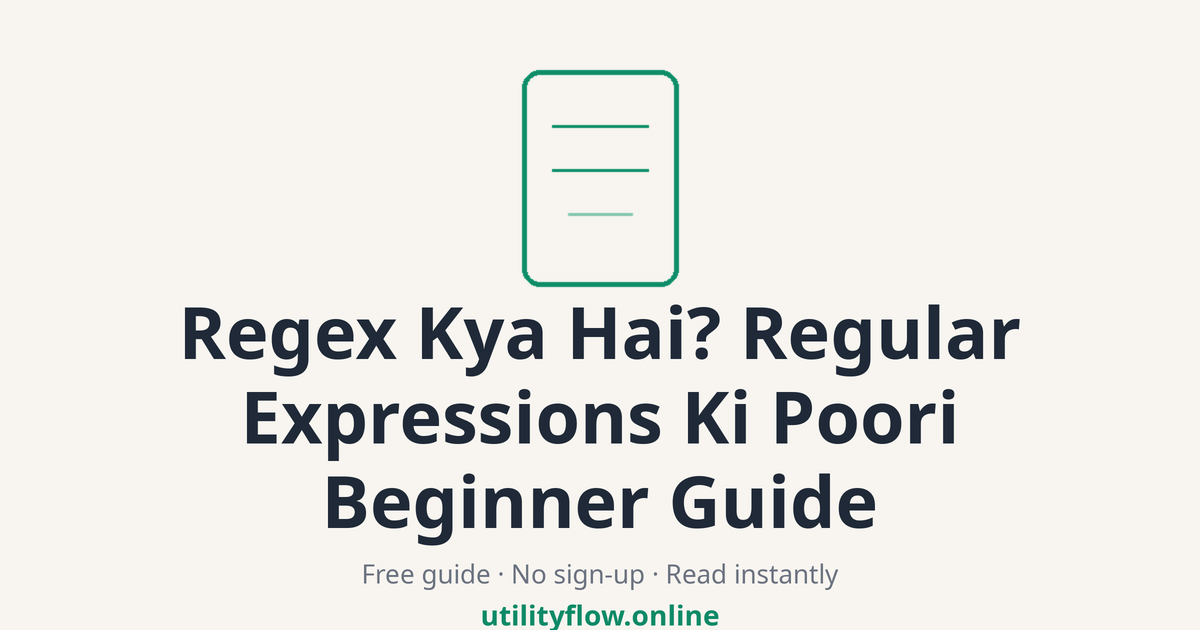 Regex Kya Hai? Regular
Expressions Ki Poori
Beginner Guide
Free guide · No sign-up · Read instantly
utilityflow.online